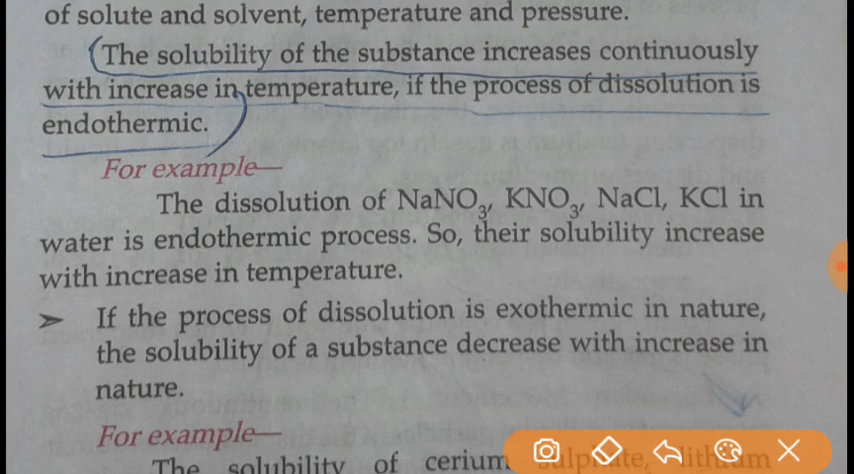 of solute and solvent, temperature and pressure.
(The solubility of the substance increases continuously
with increase in temperature, if the process of dissolution is
endothermic.)
For example—
The dissolution of NaNO₃, KNO₃, NaCl, KCl in
water is endothermic process. So, their solubility increase
with increase in temperature.
➤ If the process of dissolution is exothermic in nature,
the solubility of a substance decrease with increase in
nature.
For example—
The solubility of cerium sulphate, lithium